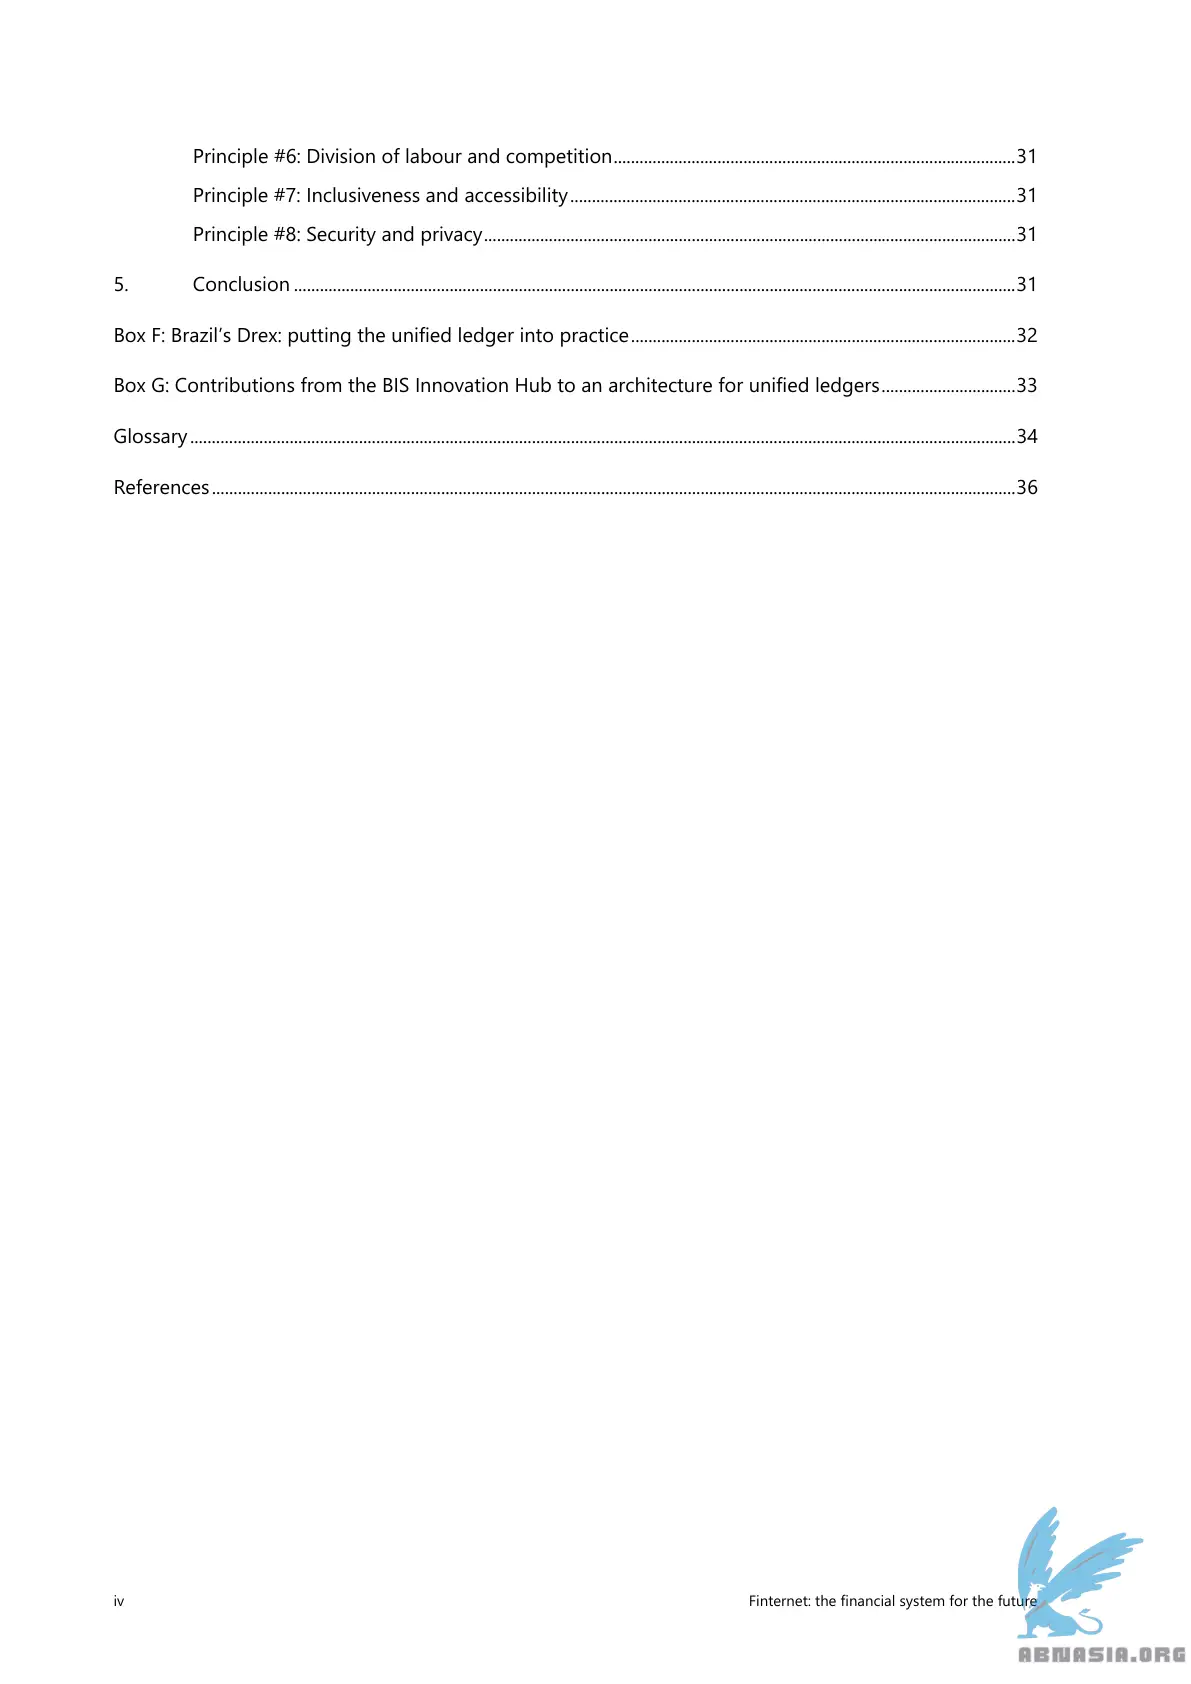 Principle #6: Division of labour and competition.............................................................................................31
Principle #7: Inclusiveness and accessibility.......................................................................................................31
Principle #8: Security and privacy...........................................................................................................................31
5. Conclusion .......................................................................................................................................................................31
Box F: Brazil’s Drex: putting the unified ledger into practice.........................................................................................32
Box G: Contributions from the BIS Innovation Hub to an architecture for unified ledgers...............................33
Glossary...............................................................................................................................................................................................34
References..........................................................................................................................................................................................36
iv Finternet: the financial system for the future
ABNASIA.ORG